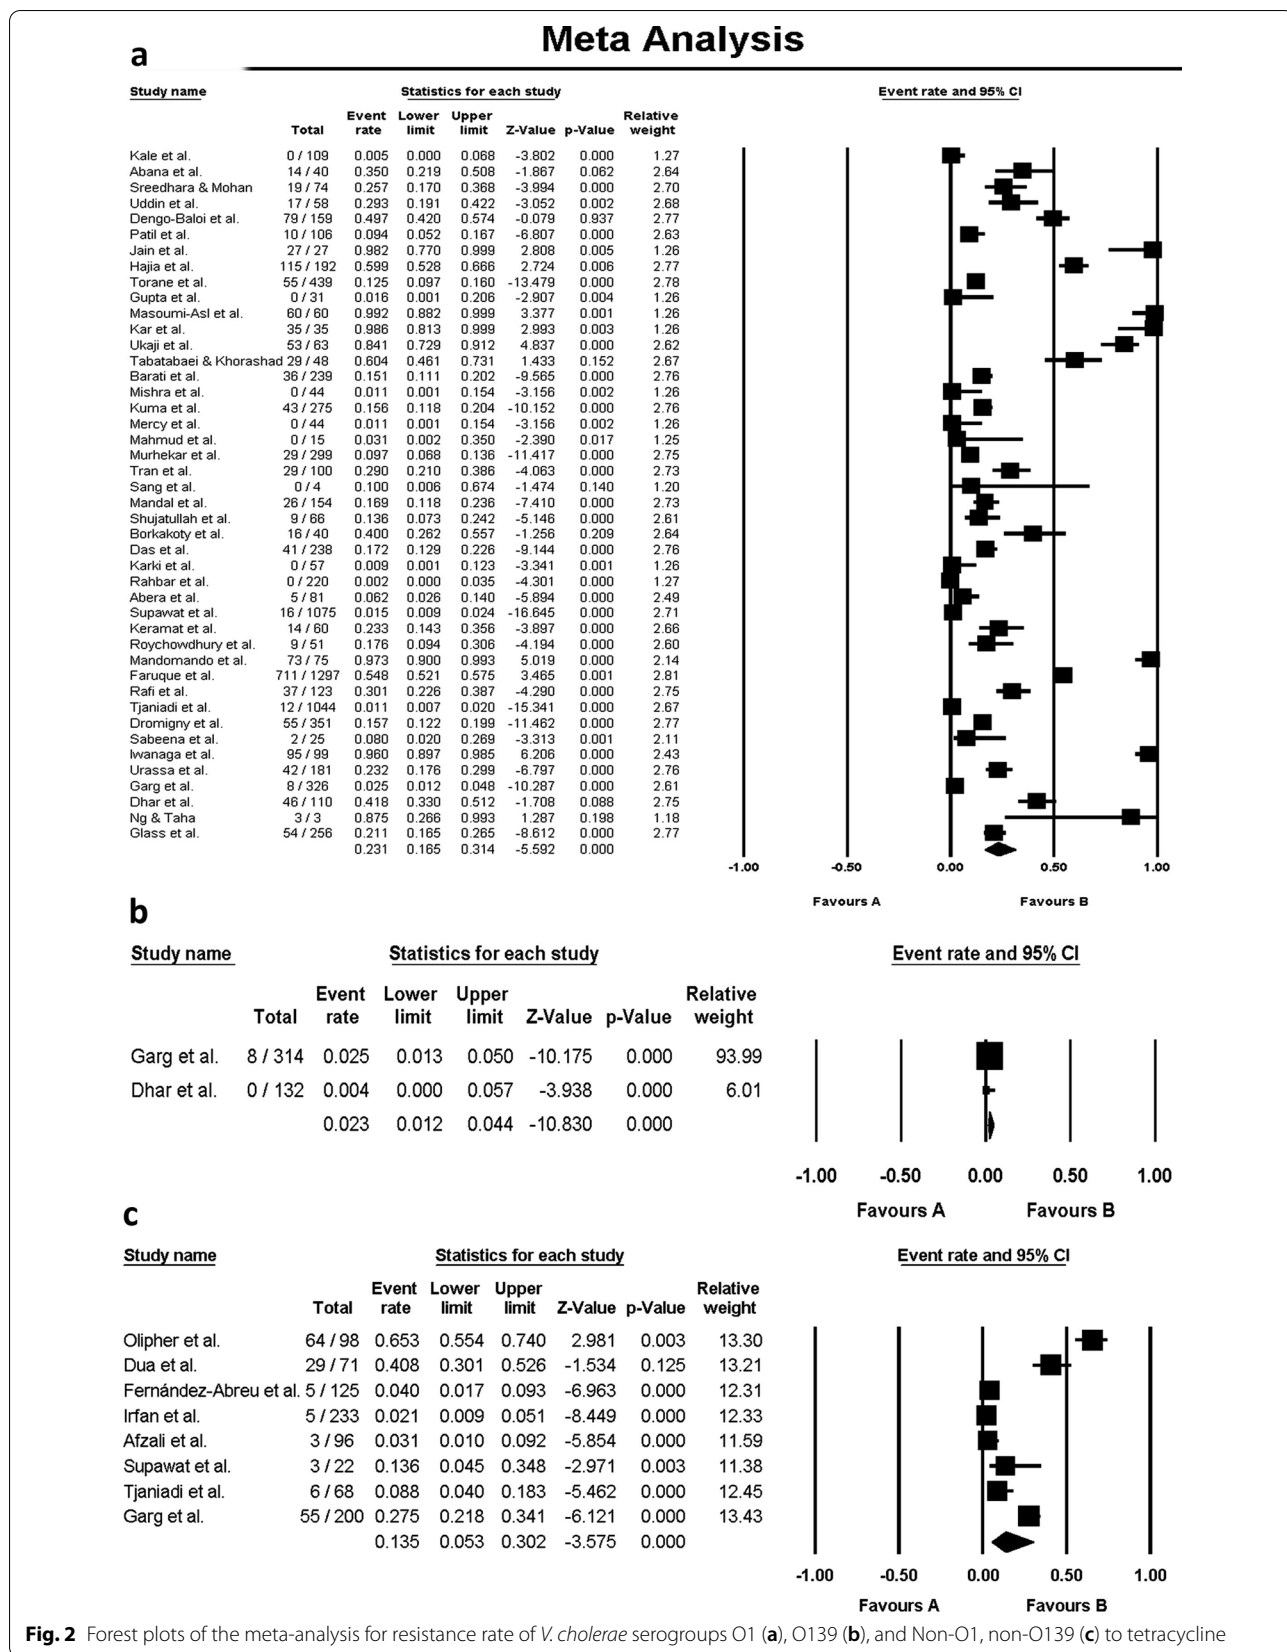 Meta Analysis
a
Study name Statistics for each study Event rate and 95% CI
Event Lower Upper Relative
Total rate limit limit Z-Value p-Value weight
Kale et al. 0 / 109 0.005 0.000 0.068 -3.802 0.000 1.27
Abana et al. 14 / 40 0.350 0.219 0.508 -1.867 0.062 2.64
Sreedhara & Mohan 19 / 74 0.257 0.170 0.368 -3.994 0.000 2.70
Uddin et al. 17 / 58 0.293 0.191 0.422 -3.052 0.002 2.68
Dengo-Baloi et al. 79 / 159 0.497 0.420 0.574 -0.079 0.937 2.77
Patil et al. 10 / 106 0.094 0.052 0.167 -6.807 0.000 2.63
Jain et al. 27 / 27 0.982 0.770 0.999 2.808 0.005 1.26
Hajia et al. 115 / 192 0.599 0.528 0.666 2.724 0.006 2.77
Torane et al. 55 / 439 0.125 0.097 0.160 -13.479 0.000 2.78
Gupta et al. 0 / 31 0.016 0.001 0.206 -2.907 0.004 1.26
Masoumi-Asl et al. 60 / 60 0.992 0.882 0.999 3.377 0.001 1.26
Kar et al. 35 / 35 0.986 0.813 0.999 2.993 0.003 1.26
Ukaji et al. 53 / 63 0.841 0.729 0.912 4.837 0.000 2.62
Tabatabaei & Khorashad 29 / 48 0.604 0.461 0.731 1.433 0.152 2.67
Barati et al. 36 / 239 0.151 0.111 0.202 -9.565 0.000 2.76
Mishra et al. 0 / 44 0.011 0.001 0.154 -3.156 0.002 1.26
Kuma et al. 43 / 275 0.156 0.118 0.204 -10.152 0.000 2.76
Mercy et al. 0 / 44 0.011 0.001 0.154 -3.156 0.002 1.26
Mahmud et al. 0 / 15 0.031 0.002 0.350 -2.390 0.017 1.25
Murhekar et al. 29 / 299 0.097 0.068 0.136 -11.417 0.000 2.75
Tran et al. 29 / 100 0.290 0.210 0.386 -4.063 0.000 2.73
Sang et al. 0 / 4 0.100 0.006 0.674 -1.474 0.140 1.20
Mandal et al. 26 / 154 0.169 0.118 0.236 -7.410 0.000 2.73
Shujatullah et al. 9 / 66 0.136 0.073 0.242 -5.146 0.000 2.61
Borkakoty et al. 16 / 40 0.400 0.262 0.557 -1.256 0.209 2.64
Das et al. 41 / 238 0.172 0.129 0.226 -9.144 0.000 2.76
Karki et al. 0 / 57 0.009 0.001 0.123 -3.341 0.001 1.26
Rahbar et al. 0 / 220 0.002 0.000 0.035 -4.301 0.000 1.27
Abera et al. 5 / 81 0.062 0.026 0.140 -5.894 0.000 2.49
Supawat et al. 16 / 1075 0.015 0.009 0.024 -16.645 0.000 2.71
Keramat et al. 14 / 60 0.233 0.143 0.356 -3.897 0.000 2.66
Roychowdhury et al. 9 / 51 0.176 0.094 0.306 -4.194 0.000 2.60
Mandomando et al. 73 / 75 0.973 0.900 0.993 5.019 0.000 2.14
Faruque et al. 711 / 1297 0.548 0.521 0.575 3.465 0.001 2.81
Rafi et al. 37 / 123 0.301 0.226 0.387 -4.290 0.000 2.75
Tjaniadi et al. 12 / 1044 0.011 0.007 0.020 -15.341 0.000 2.67
Dromigny et al. 55 / 351 0.157 0.122 0.199 -11.462 0.000 2.77
Sabeena et al. 2 / 25 0.080 0.020 0.269 -3.313 0.001 2.11
Iwanaga et al. 95 / 99 0.960 0.897 0.985 6.206 0.000 2.43
Urassa et al. 42 / 181 0.232 0.176 0.299 -6.797 0.000 2.76
Garg et al. 8 / 326 0.025 0.012 0.048 -10.287 0.000 2.61
Dhar et al. 46 / 110 0.418 0.330 0.512 -1.708 0.088 2.75
Ng & Taha 3 / 3 0.875 0.266 0.993 1.287 0.198 1.18
Glass et al. 54 / 256 0.211 0.165 0.265 -8.612 0.000 2.77
0.231 0.165 0.314 -5.592 0.000
-1.00 -0.50 0.00 0.50 1.00
Favours A Favours B
b
Study name Statistics for each study Event rate and 95% CI
Event Lower Upper Relative
Total rate limit limit Z-Value p-Value weight
Garg et al. 8 / 314 0.025 0.013 0.050 -10.175 0.000 93.99
Dhar et al. 0 / 132 0.004 0.000 0.057 -3.938 0.000 6.01
0.023 0.012 0.044 -10.830 0.000
-1.00 -0.50 0.00 0.50 1.00
Favours A Favours B
c
Study name Statistics for each study Event rate and 95% CI
Event Lower Upper Relative
Total rate limit limit Z-Value p-Value weight
Olipher et al. 64 / 98 0.653 0.554 0.740 2.981 0.003 13.30
Dua et al. 29 / 71 0.408 0.301 0.526 -1.534 0.125 13.21
Fernández-Abreu et al. 5 / 125 0.040 0.017 0.093 -6.963 0.000 12.31
Irfan et al. 5 / 233 0.021 0.009 0.051 -8.449 0.000 12.33
Afzali et al. 3 / 96 0.031 0.010 0.092 -5.854 0.000 11.59
Supawat et al. 3 / 22 0.136 0.045 0.348 -2.971 0.003 11.38
Tjaniadi et al. 6 / 68 0.088 0.040 0.183 -5.462 0.000 12.45
Garg et al. 55 / 200 0.275 0.218 0.341 -6.121 0.000 13.43
0.135 0.053 0.302 -3.575 0.000
-1.00 -0.50 0.00 0.50 1.00
Favours A Favours B
Fig. 2 Forest plots of the meta-analysis for resistance rate of V. cholerae serogroups O1 (a), O139 (b), and Non-O1, non-O139 (c) to tetracycline